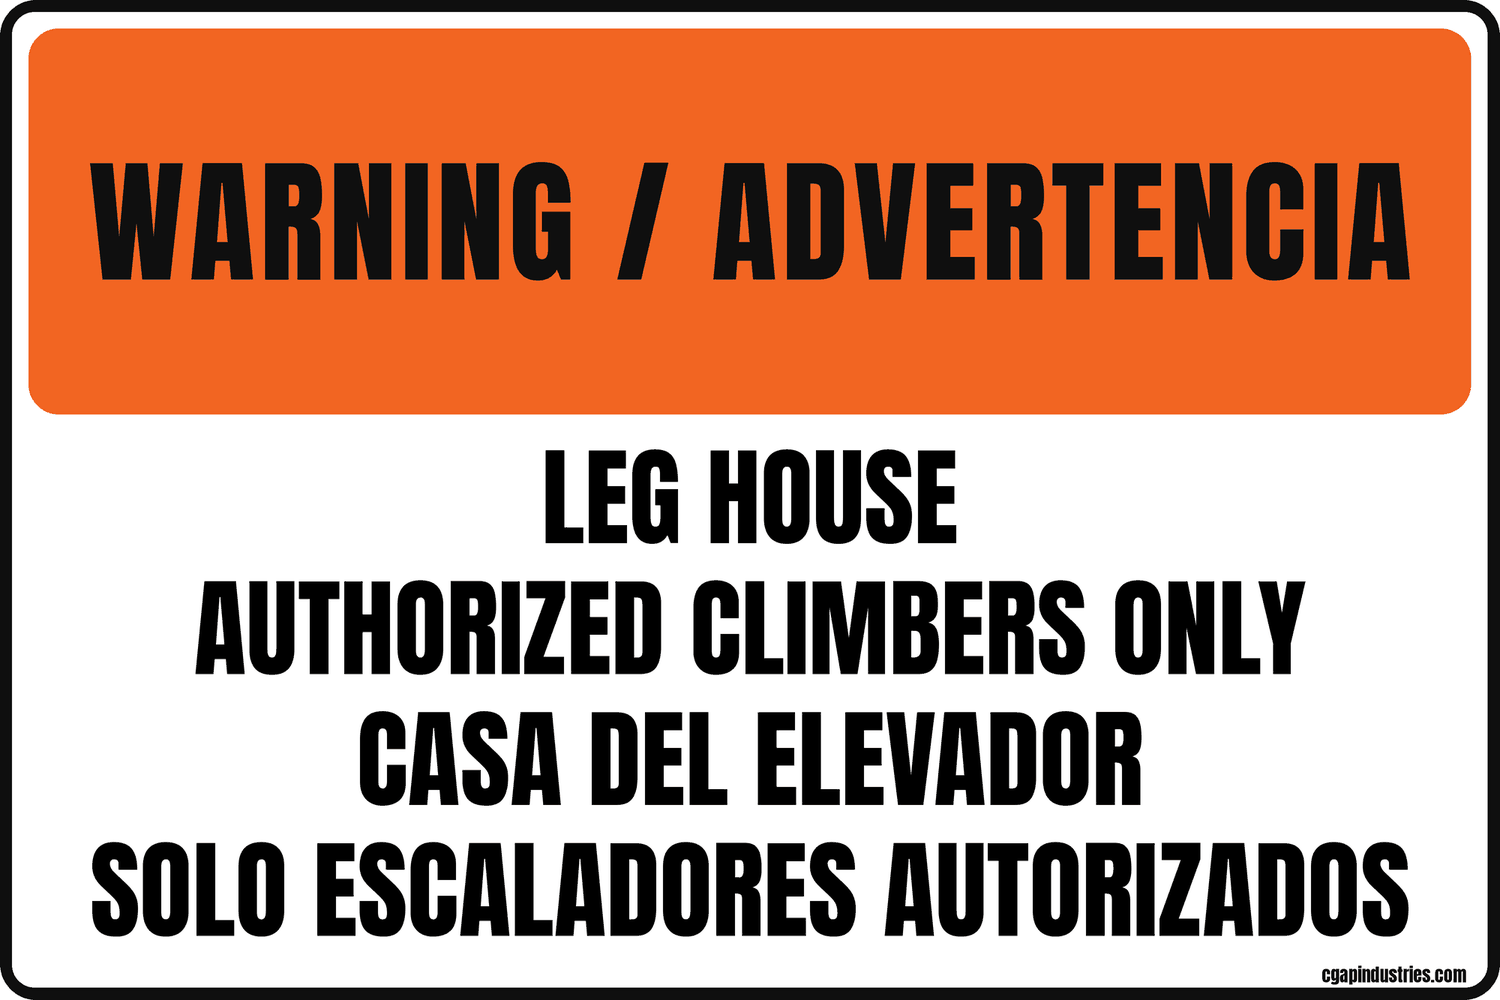 WARNING / ADVERTENCIA
LEG HOUSE
AUTHORIZED CLIMBERS ONLY
CASA DEL ELEVADOR
SOLO ESCALADORES AUTORIZADOS
cgapindustries.com